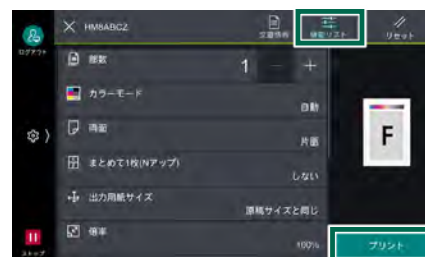 HM8ABCZ
文書情報
機能リスト
リセット
ログアウト
部数
1
カラーモード
自動
両面
片面
まとめて1枚(Nアップ)
しない
出力用紙サイズ
原稿サイズと同じ
倍率
100%
F
ストップ
プリント